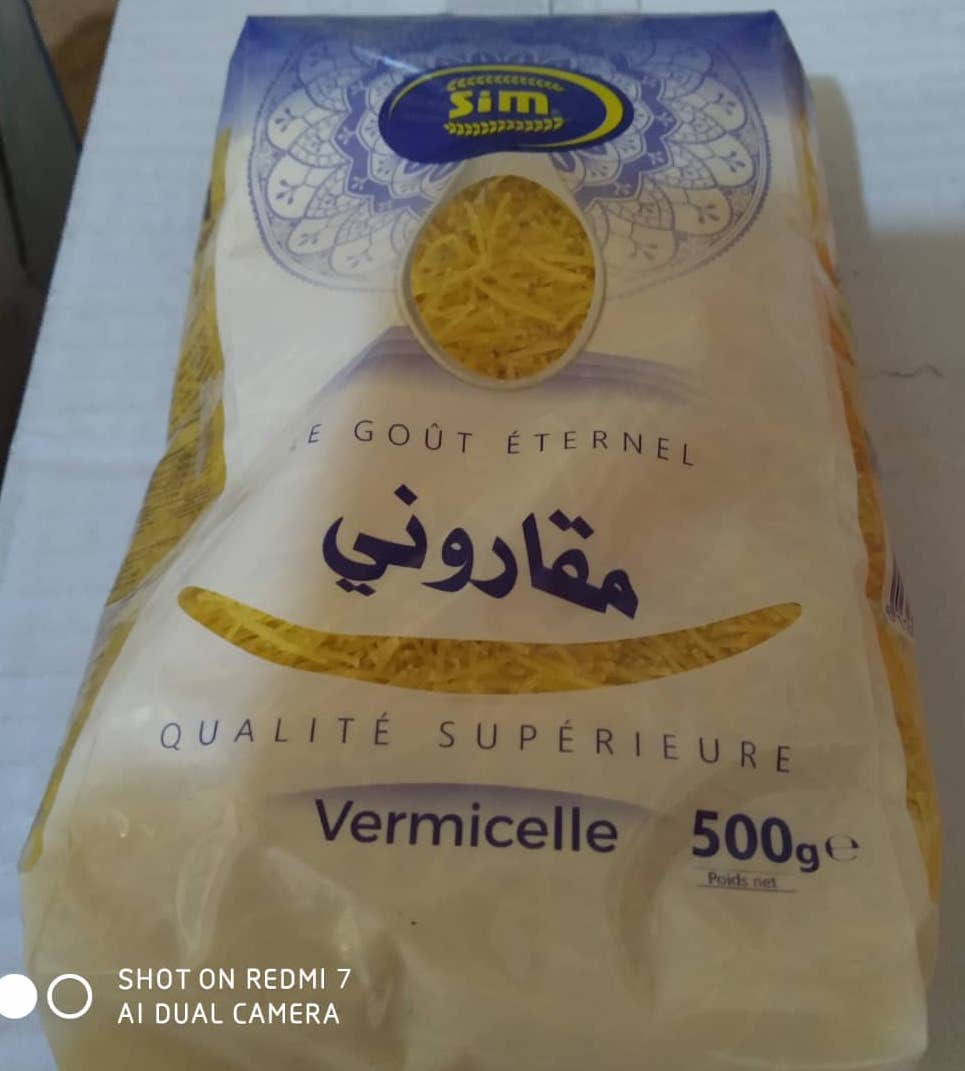 Sim
E GOÛT ÉTERNEL
مقاروني
QUALITÉ SUPÉRIEURE
Vermicelle
500g℮
Poids net
SHOT ON REDMI 7
AI DUAL CAMERA